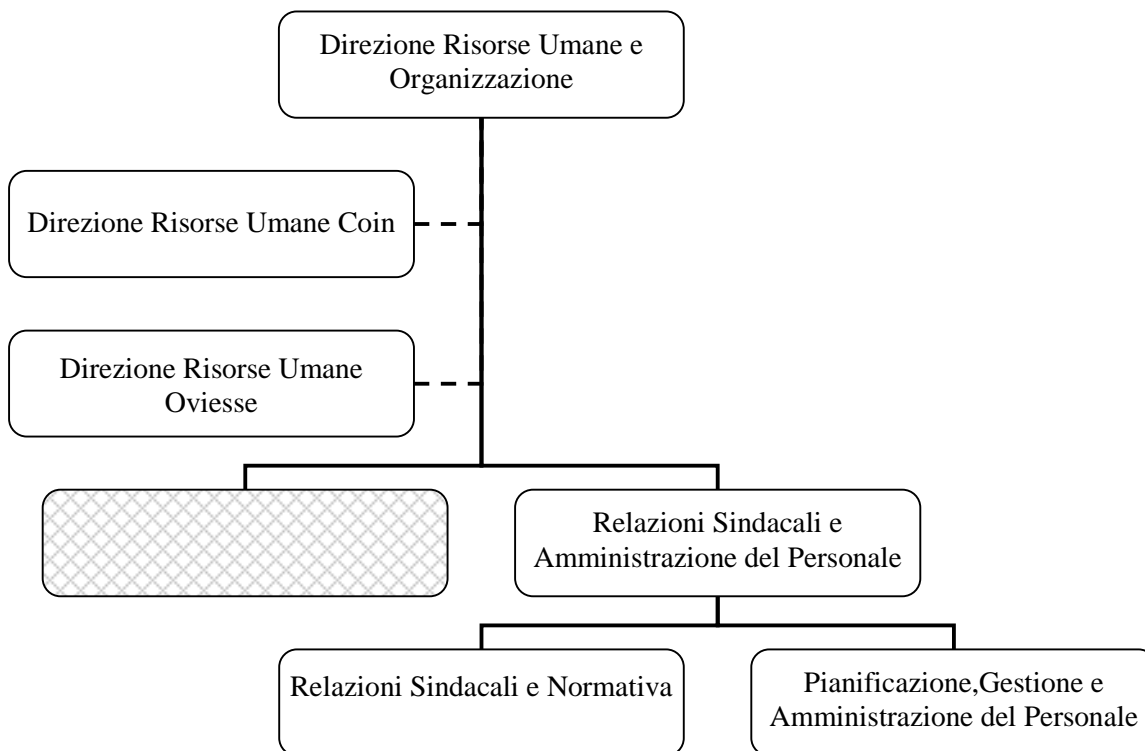 Direzione Risorse Umane e
Organizzazione
Direzione Risorse Umane Coin
Direzione Risorse Umane
Oviesse
Relazioni Sindacali e
Amministrazione del Personale
Relazioni Sindacali e Normativa
Pianificazione,Gestione e
Amministrazione del Personale